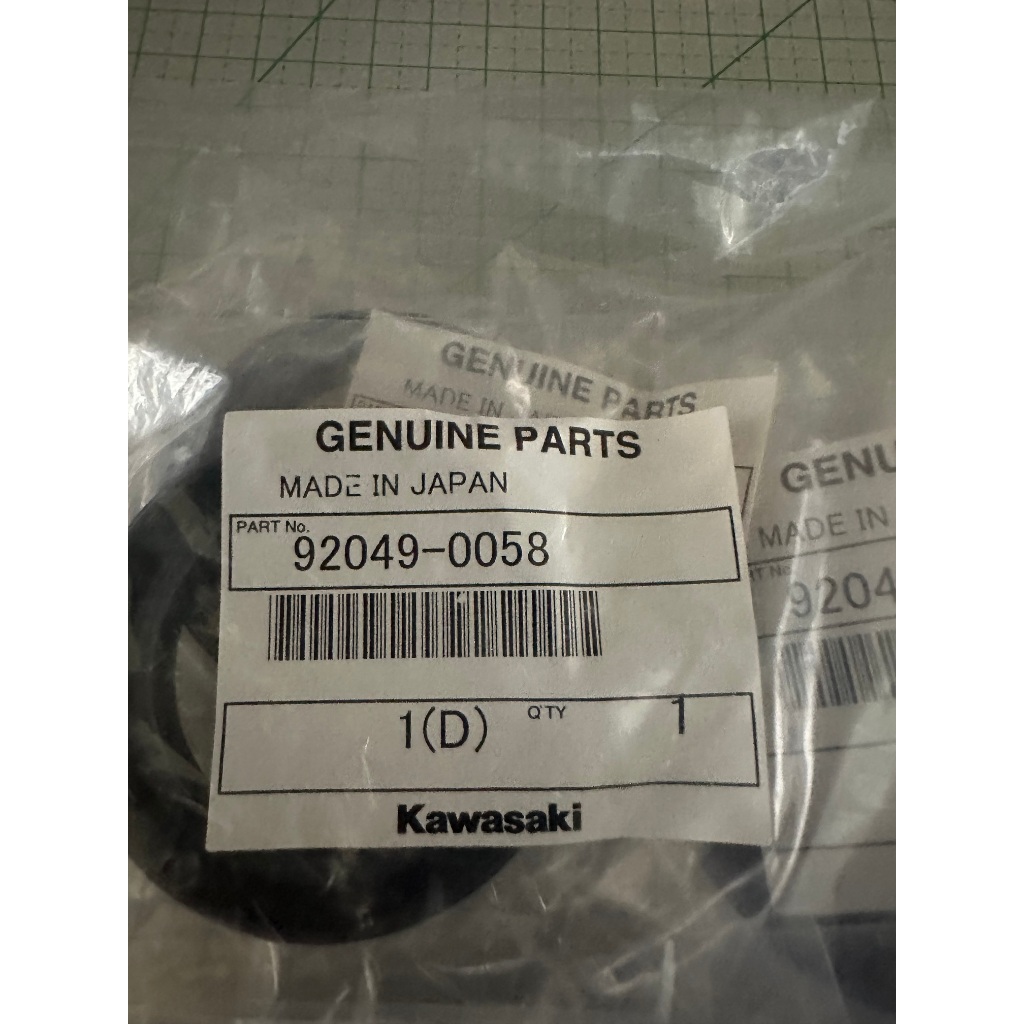 GENUINE PARTS
MADE IN
GENUINE PARTS
MADE IN JAPAN
PART No.
92049-0058
1(D) Q'TY 1
Kawasaki
GENU
MADE IN
9204